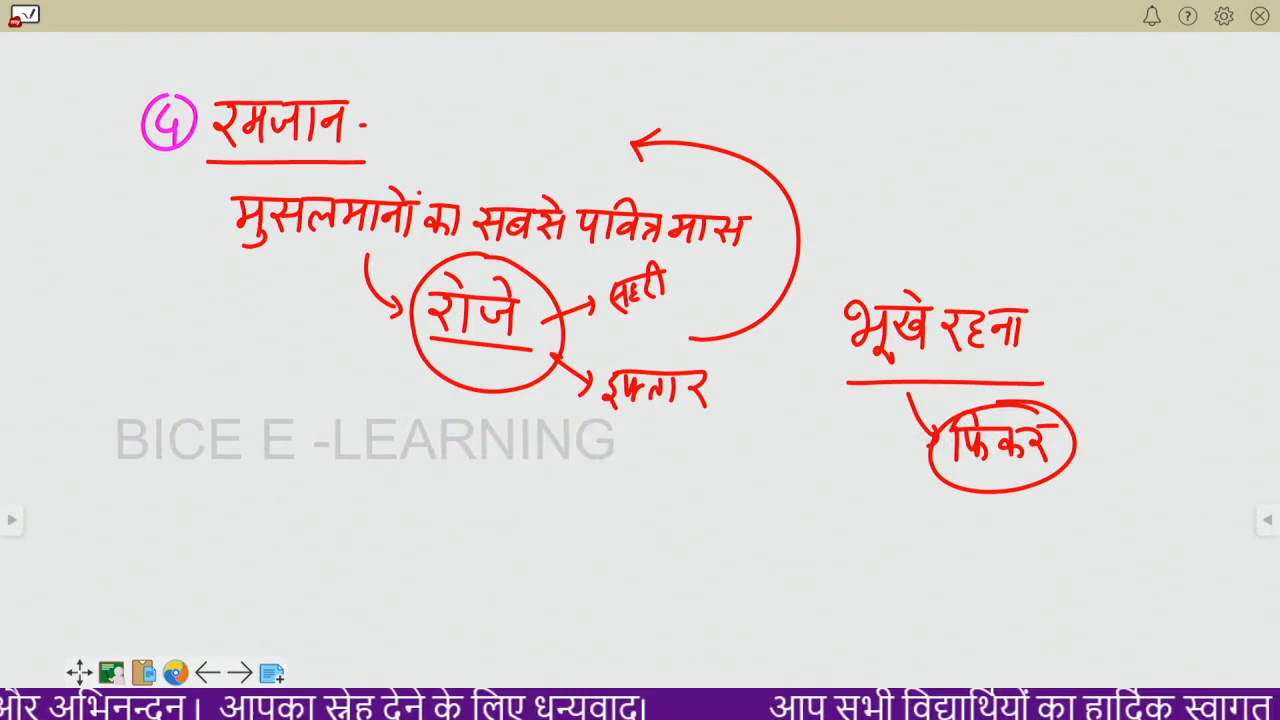 ५ रमजान -
मुसलमानों का सबसे पवित्र मास
रोजे
सहरी
इफ्तार
भूखे रहना
फिकर
BICE E -LEARNING
और अभिनन्दन। आपका स्नेह देने के लिए धन्यवाद। आप सभी विद्यार्थियों का हार्दिक स्वागत